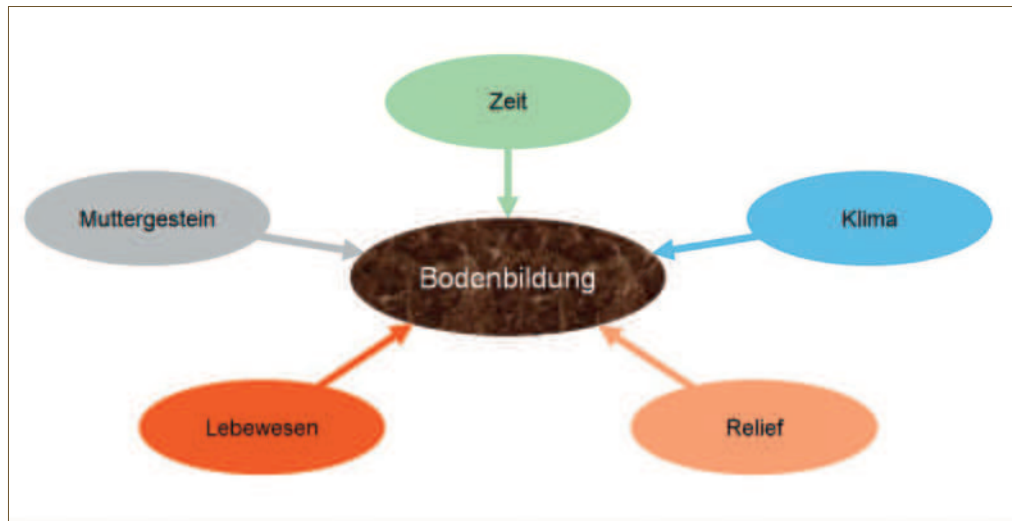 Zeit
Muttergestein
Klima
Bodenbildung
Lebewesen
Relief